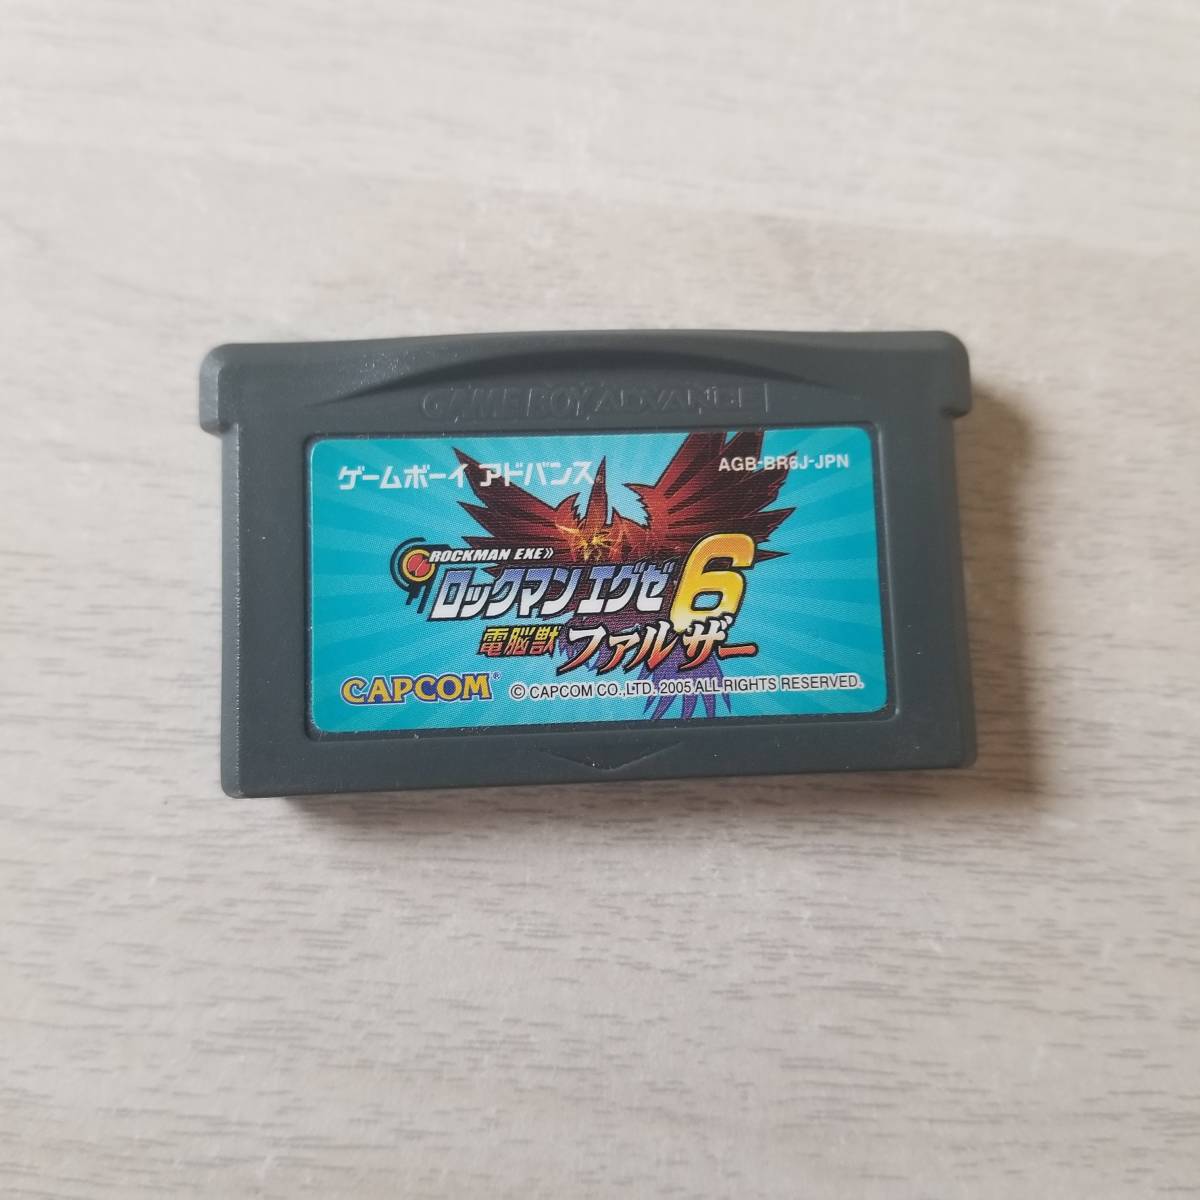 GAME BOY ADVANCE
ゲームボーイ アドバンス
AGB-BR6J-JPN
ROCKMAN EXE»
ロックマン エグゼ6
電脳獣 ファルザー
CAPCOM® © CAPCOM CO., LTD. 2005 ALL RIGHTS RESERVED.